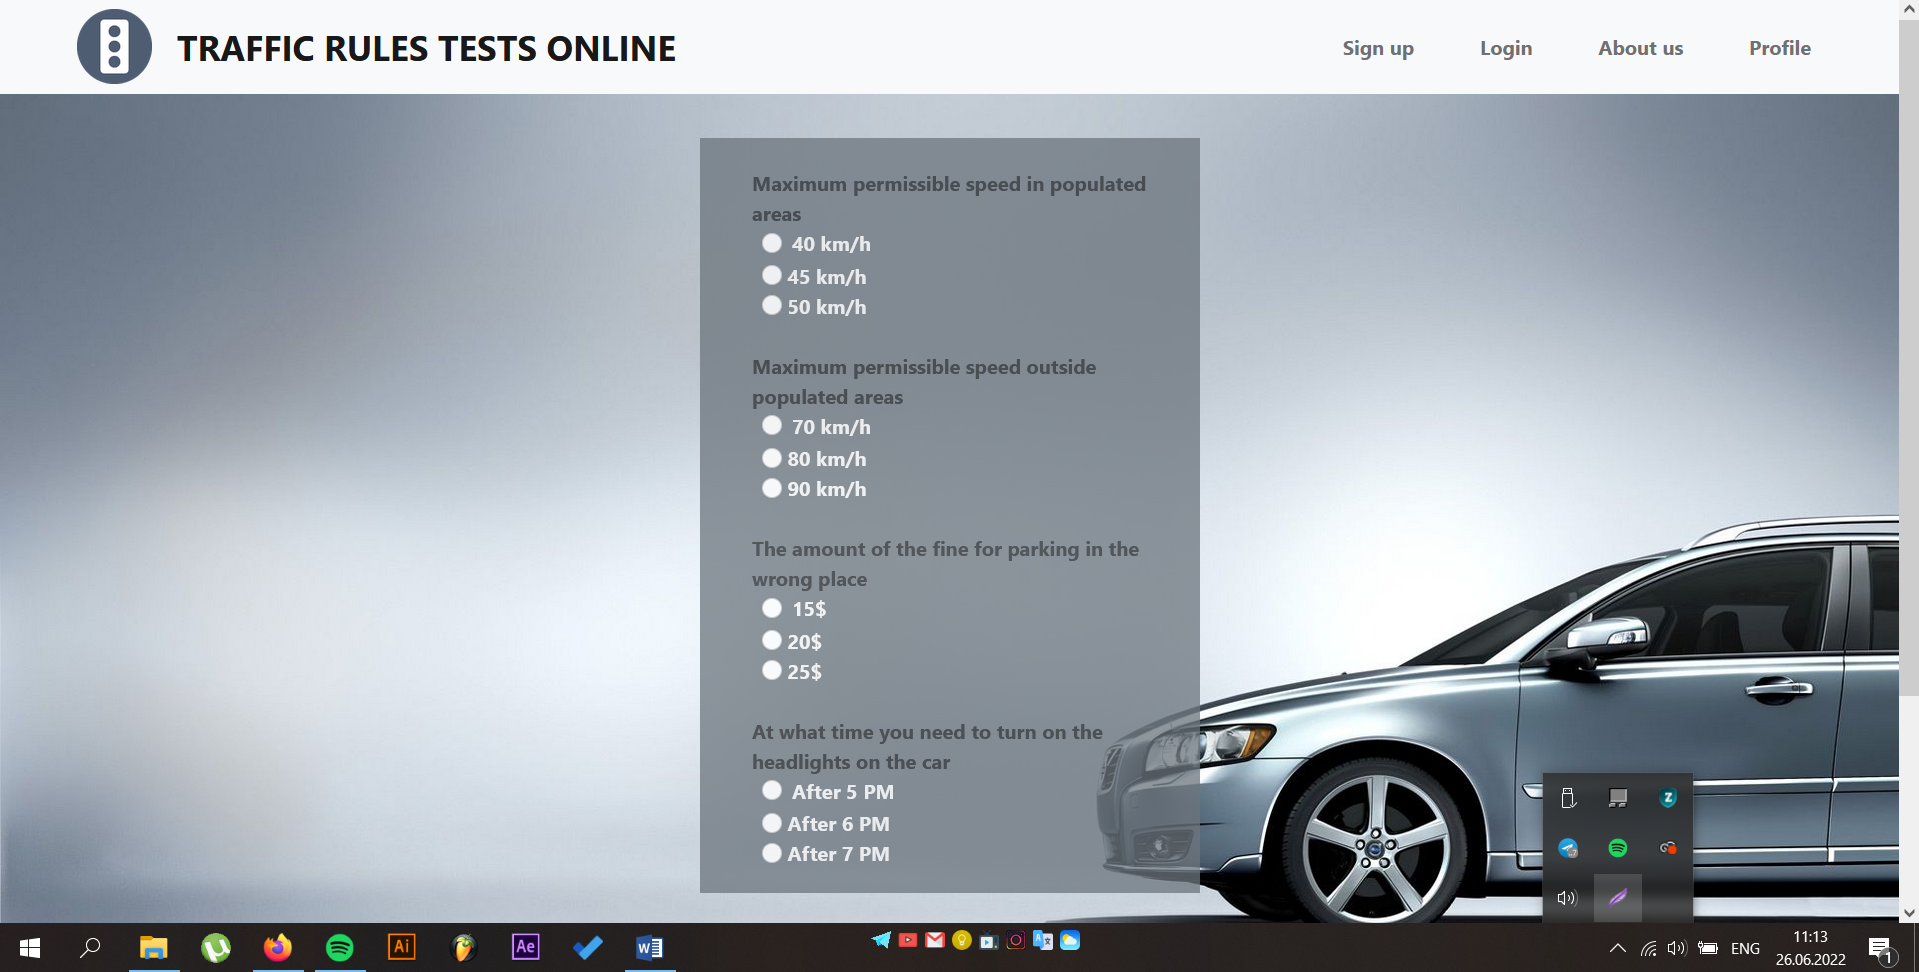 TRAFFIC RULES TESTS ONLINE
Sign up
Login
About us
Profile
Maximum permissible speed in populated
areas
40 km/h
45 km/h
50 km/h
Maximum permissible speed outside
populated areas
70 km/h
80 km/h
90 km/h
The amount of the fine for parking in the
wrong place
15$
20$
25$
At what time you need to turn on the
headlights on the car
After 5 PM
After 6 PM
After 7 PM
Z
Ai
Ae
W
ENG
11:13
26.06.2022
1